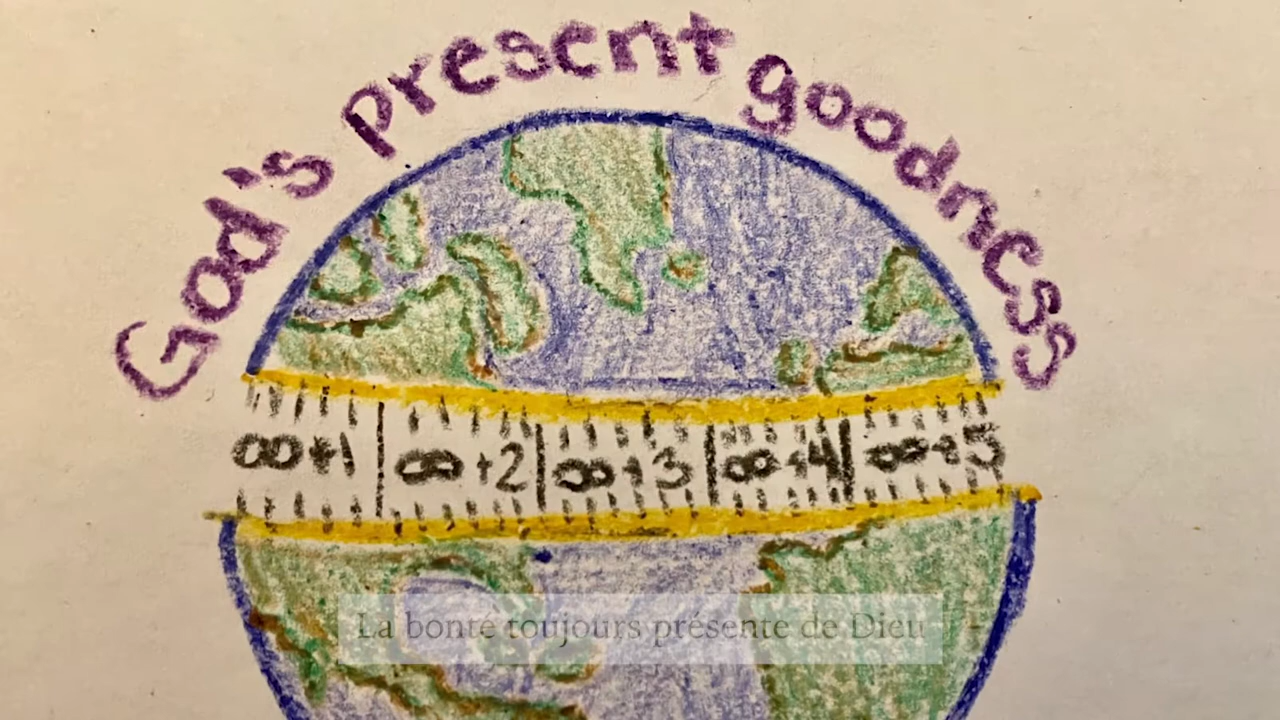 God's present goodness
∞+1 ∞+2 ∞+3 ∞+4 ∞+5
La bonté toujours présente de Dieu